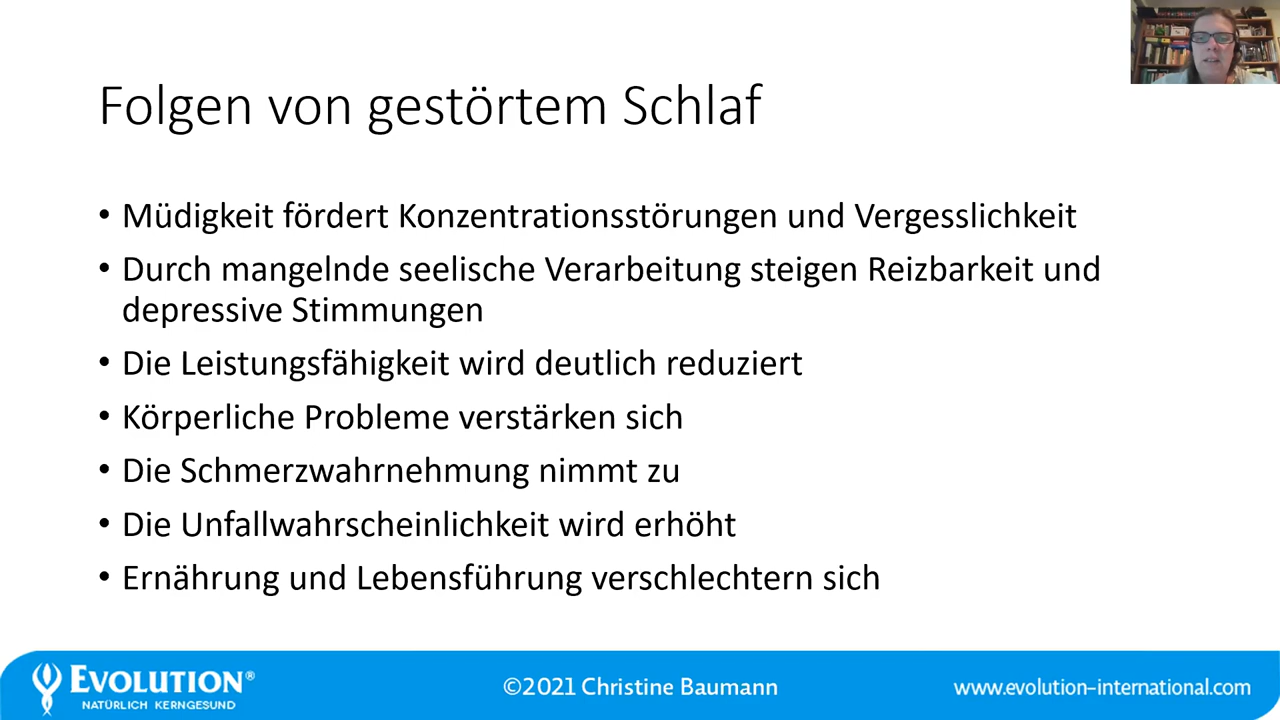 Folgen von gestörtem Schlaf
• Müdigkeit fördert Konzentrationsstörungen und Vergesslichkeit
• Durch mangelnde seelische Verarbeitung steigen Reizbarkeit und
depressive Stimmungen
• Die Leistungsfähigkeit wird deutlich reduziert
• Körperliche Probleme verstärken sich
• Die Schmerzwahrnehmung nimmt zu
• Die Unfallwahrscheinlichkeit wird erhöht
• Ernährung und Lebensführung verschlechtern sich
EVOLUTION®
NATÜRLICH KERNGESUND
©2021 Christine Baumann
www.evolution-international.com